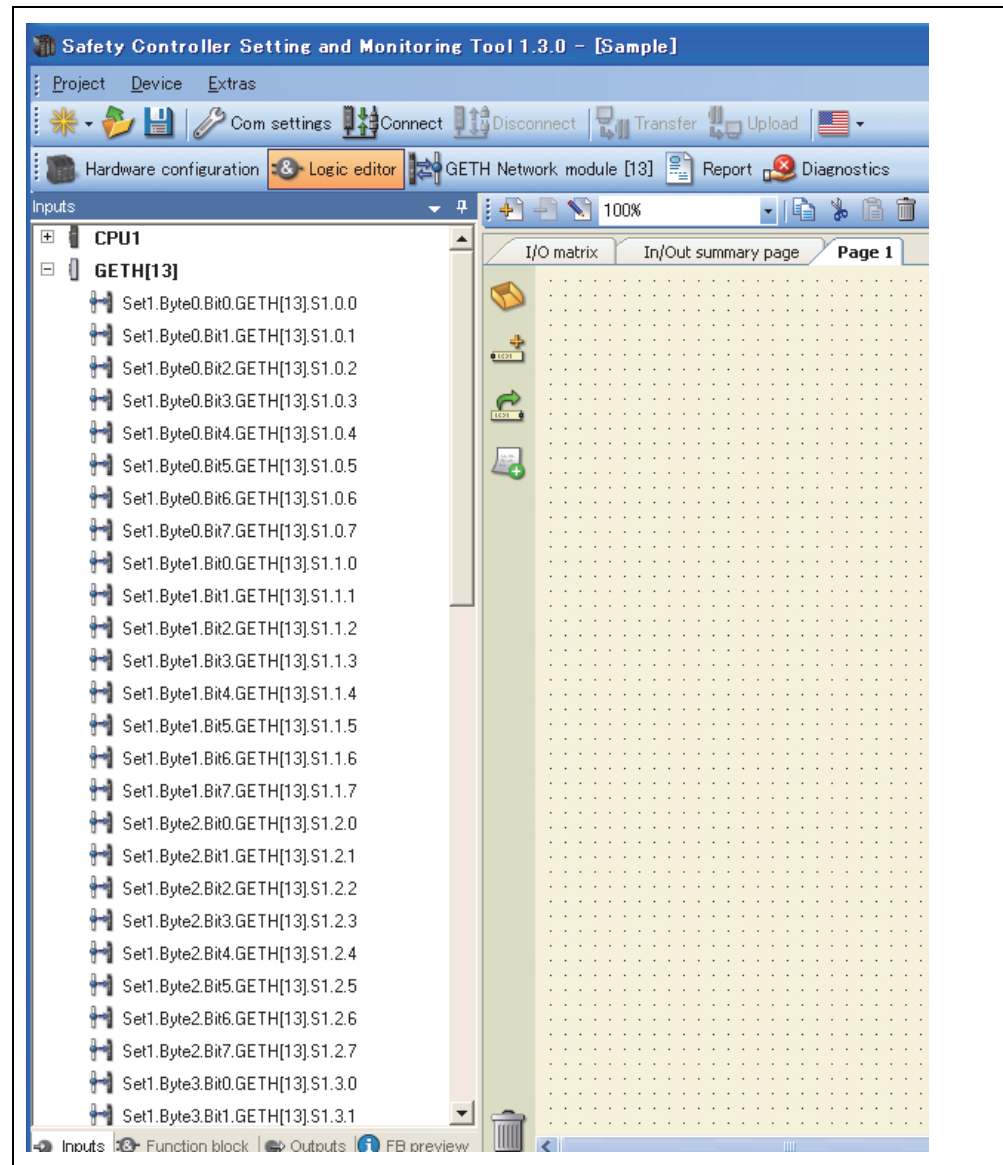 Safety Controller Setting and Monitoring Tool 1.3.0 - [Sample]
Project Device Extras
Com settings Connect Disconnect Transfer Upload
Hardware configuration Logic editor GETH Network module [13] Report Diagnostics
Inputs
100%
I/O matrix In/Out summary page Page 1
CPU1
GETH[13]
Set1.Byte0.Bit0.GETH[13].S1.0.0
Set1.Byte0.Bit1.GETH[13].S1.0.1
Set1.Byte0.Bit2.GETH[13].S1.0.2
Set1.Byte0.Bit3.GETH[13].S1.0.3
Set1.Byte0.Bit4.GETH[13].S1.0.4
Set1.Byte0.Bit5.GETH[13].S1.0.5
Set1.Byte0.Bit6.GETH[13].S1.0.6
Set1.Byte0.Bit7.GETH[13].S1.0.7
Set1.Byte1.Bit0.GETH[13].S1.1.0
Set1.Byte1.Bit1.GETH[13].S1.1.1
Set1.Byte1.Bit2.GETH[13].S1.1.2
Set1.Byte1.Bit3.GETH[13].S1.1.3
Set1.Byte1.Bit4.GETH[13].S1.1.4
Set1.Byte1.Bit5.GETH[13].S1.1.5
Set1.Byte1.Bit6.GETH[13].S1.1.6
Set1.Byte1.Bit7.GETH[13].S1.1.7
Set1.Byte2.Bit0.GETH[13].S1.2.0
Set1.Byte2.Bit1.GETH[13].S1.2.1
Set1.Byte2.Bit2.GETH[13].S1.2.2
Set1.Byte2.Bit3.GETH[13].S1.2.3
Set1.Byte2.Bit4.GETH[13].S1.2.4
Set1.Byte2.Bit5.GETH[13].S1.2.5
Set1.Byte2.Bit6.GETH[13].S1.2.6
Set1.Byte2.Bit7.GETH[13].S1.2.7
Set1.Byte3.Bit0.GETH[13].S1.3.0
Set1.Byte3.Bit1.GETH[13].S1.3.1
Inputs Function block Outputs FB preview